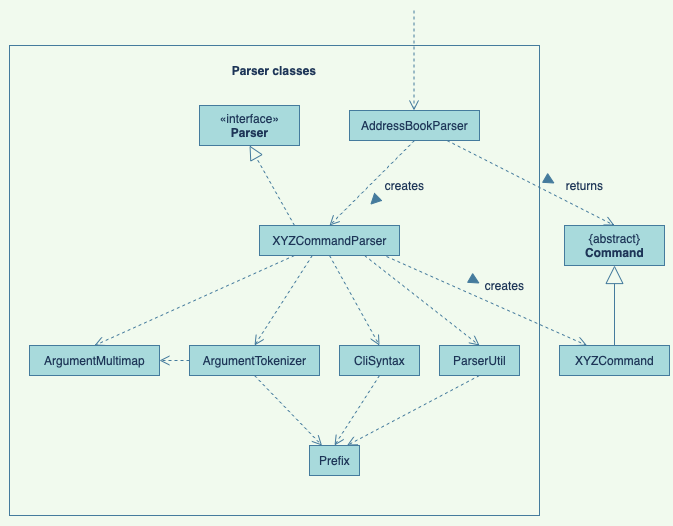 Parser classes
«interface»
Parser
AddressBookParser
creates
returns
XYZCommandParser
{abstract}
Command
creates
ArgumentMultimap
ArgumentTokenizer
CliSyntax
ParserUtil
XYZCommand
Prefix